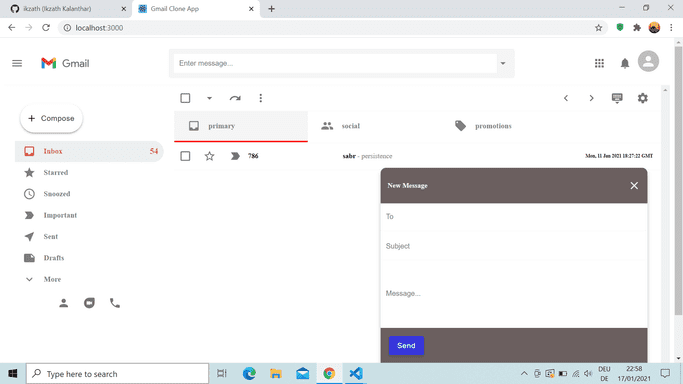 ikzath (Ikzath Kalanthar)
Gmail Clone App
localhost:3000
Gmail
Enter message...
Compose
primary
social
promotions
Inbox 54
786 sabr - persistence Mon, 11 Jan 2021 18:27:22 GMT
Starred
Snoozed
Important
Sent
Drafts
More
New Message
To
Subject
Message...
Send
Type here to search
DEU
DE
22:58
17/01/2021